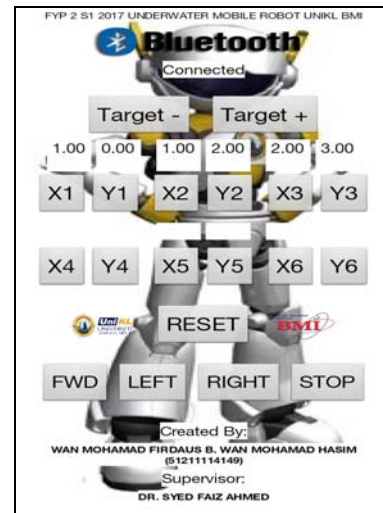 FYP 2 S1 2017 UNDERWATER MOBILE ROBOT UNIKL BMI
Bluetooth
Connected
Target - Target +
1.00 0.00 1.00 2.00 2.00 3.00
X1 Y1 X2 Y2 X3 Y3
X4 Y4 X5 Y5 X6 Y6
UniKL RESET BMI
FWD LEFT RIGHT STOP
Created By:
WAN MOHAMAD FIRDAUS B. WAN MOHAMAD HASIM
(51211114149)
Supervisor:
DR. SYED FAIZ AHMED